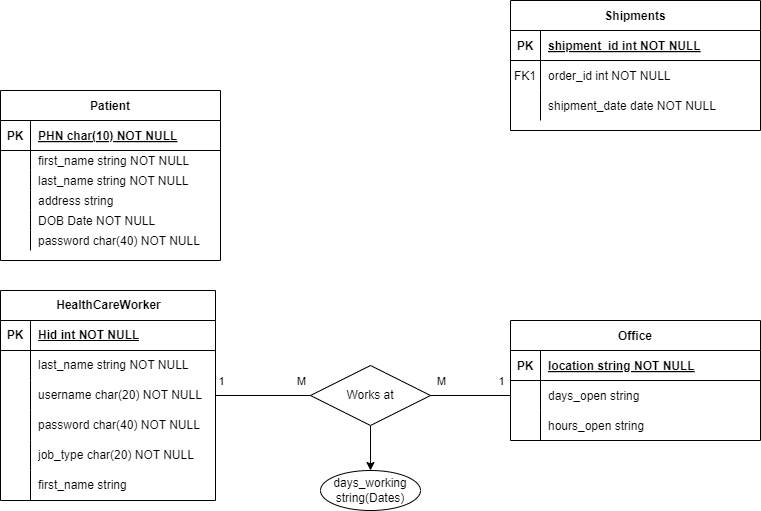 Shipments
PK shipment_id int NOT NULL
FK1 order_id int NOT NULL
shipment_date date NOT NULL
Patient
PK PHN char(10) NOT NULL
first_name string NOT NULL
last_name string NOT NULL
address string
DOB Date NOT NULL
password char(40) NOT NULL
HealthCareWorker
PK Hid int NOT NULL
last_name string NOT NULL
username char(20) NOT NULL
password char(40) NOT NULL
job_type char(20) NOT NULL
first_name string
1 M
Works at
M 1
days_working
string(Dates)
Office
PK location string NOT NULL
days_open string
hours_open string